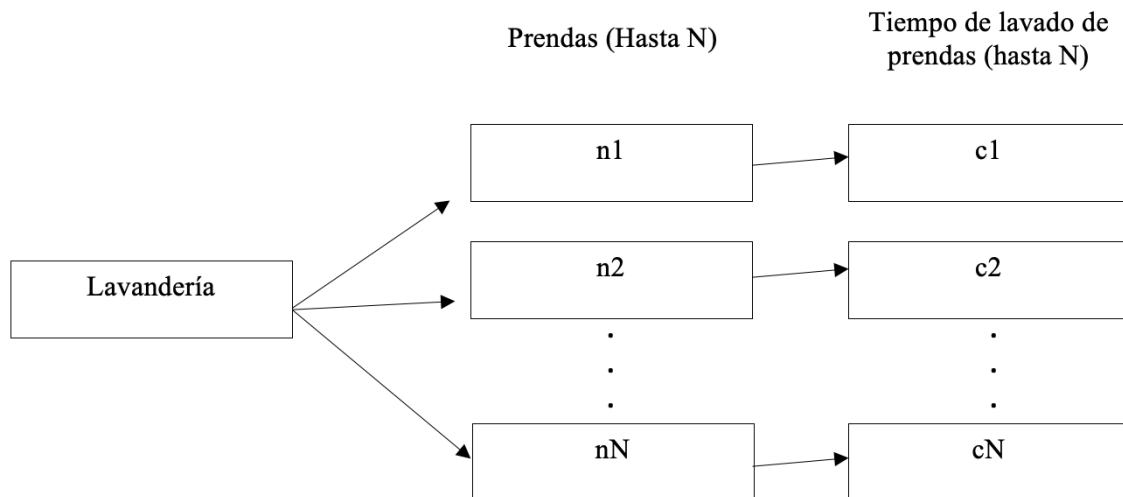 Prendas (Hasta N)
Tiempo de lavado de
prendas (hasta N)
n1
c1
Lavandería
n2
c2
.
.
.
.
.
.
nN
cN